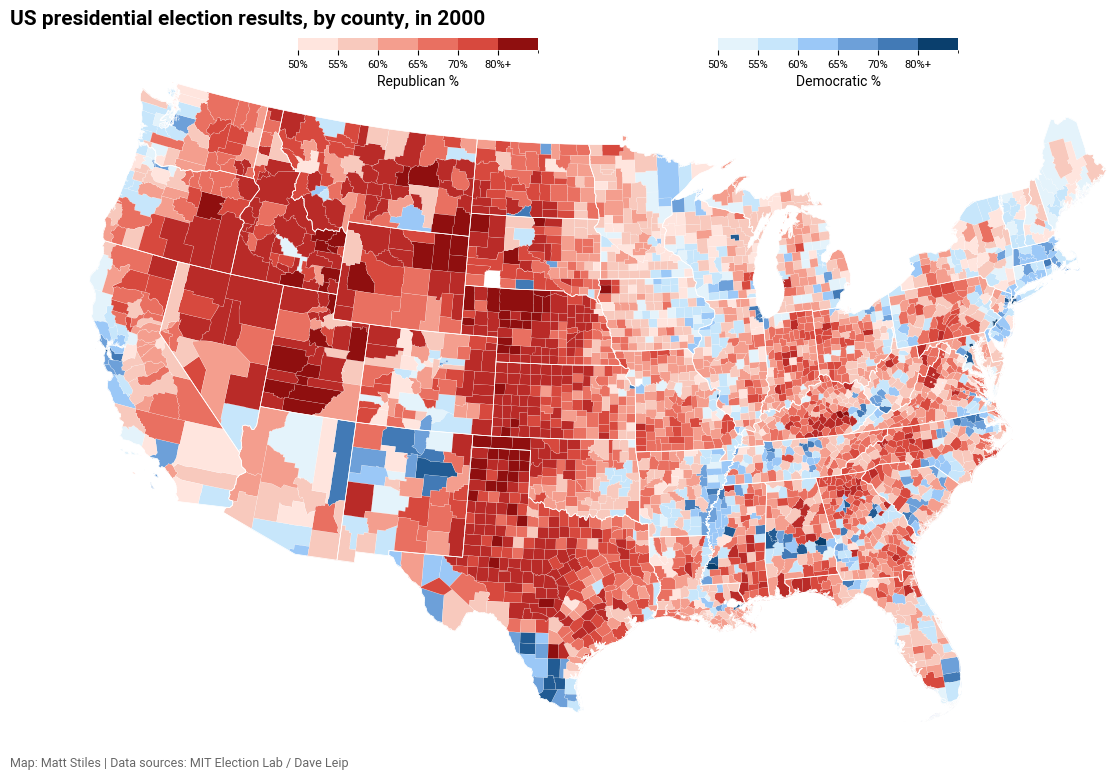 US presidential election results, by county, in 2000
50% 55% 60% 65% 70% 80%+
Republican %
50% 55% 60% 65% 70% 80%+
Democratic %
Map: Matt Stiles | Data sources: MIT Election Lab / Dave Leip